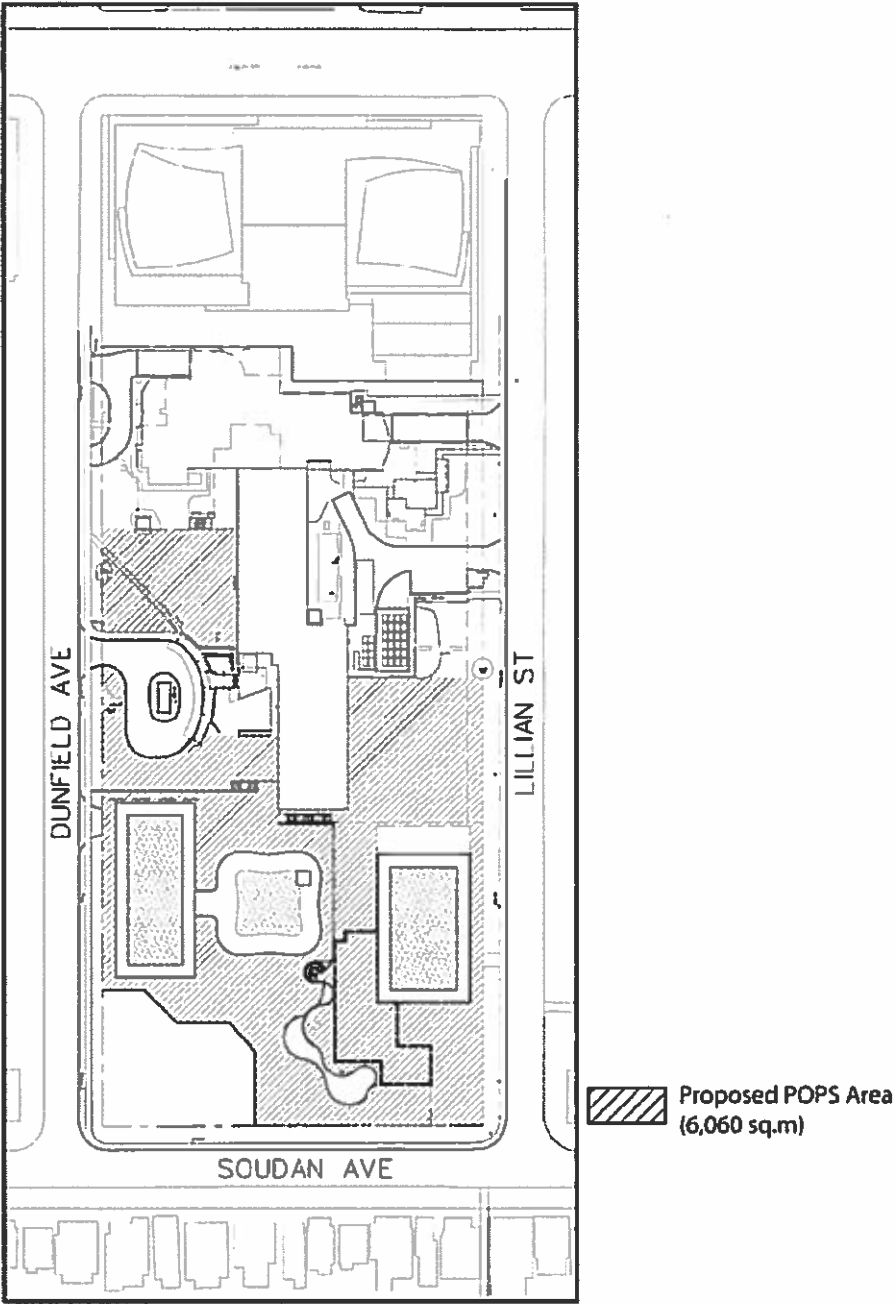 DUNFIELD AVE
LILLIAN ST
Proposed POPS Area
(6,060 sq.m)
SOUDAN AVE